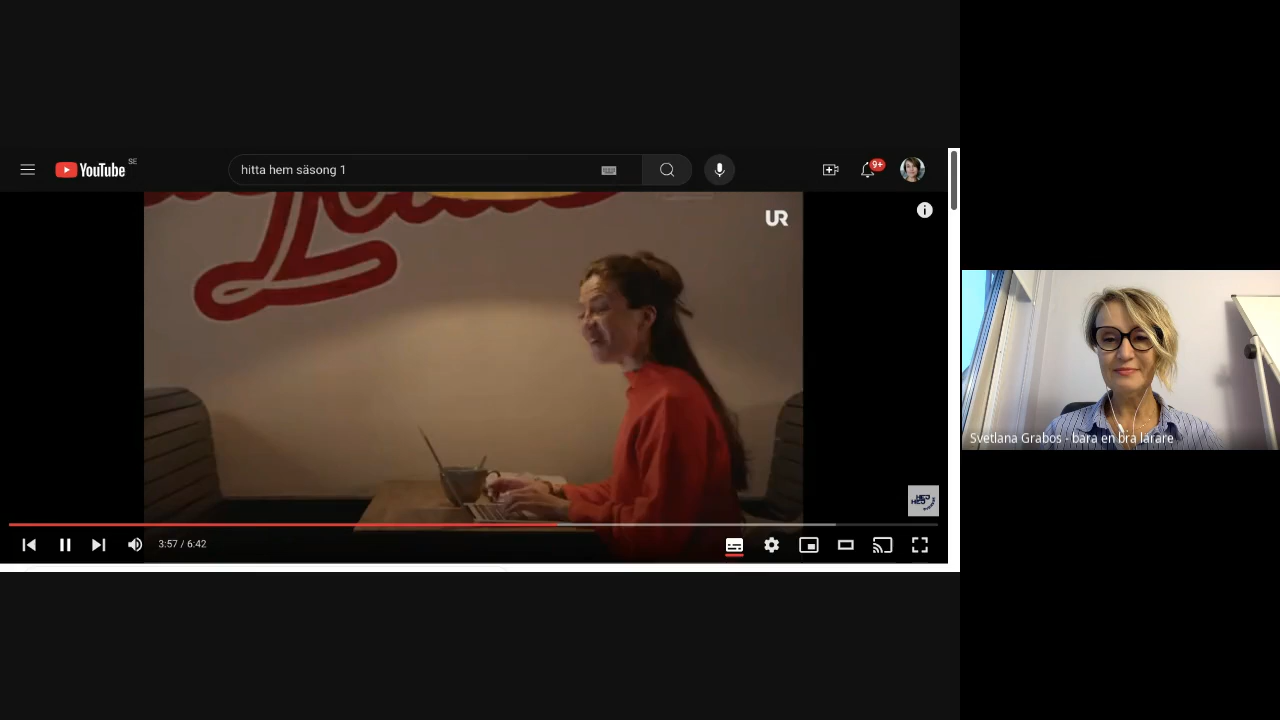 YouTube SE
hitta hem säsong 1
9+
UR
3:57 / 6:42
Svetlana Grabos - bara en bra lärare